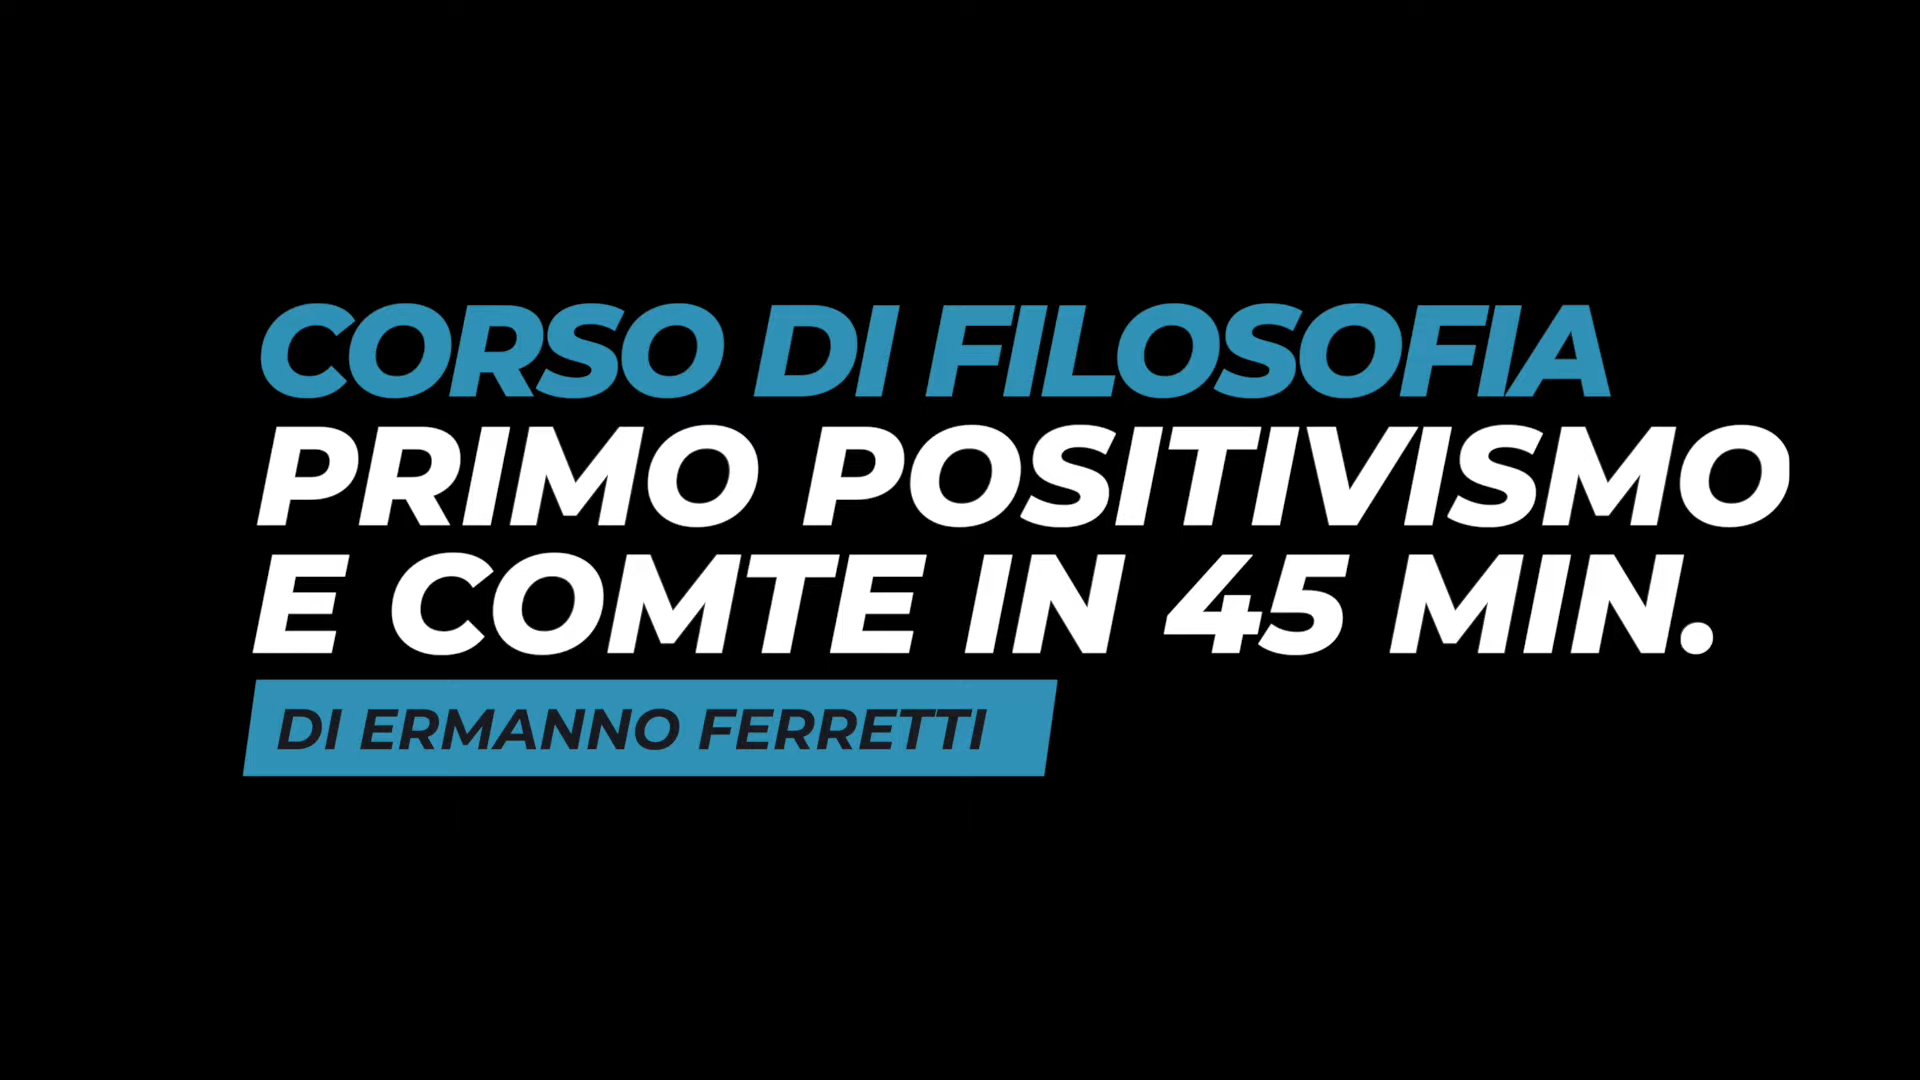 CORSO DI FILOSOFIA
PRIMO POSITIVISMO
E COMTE IN 45 MIN.
DI ERMANNO FERRETTI